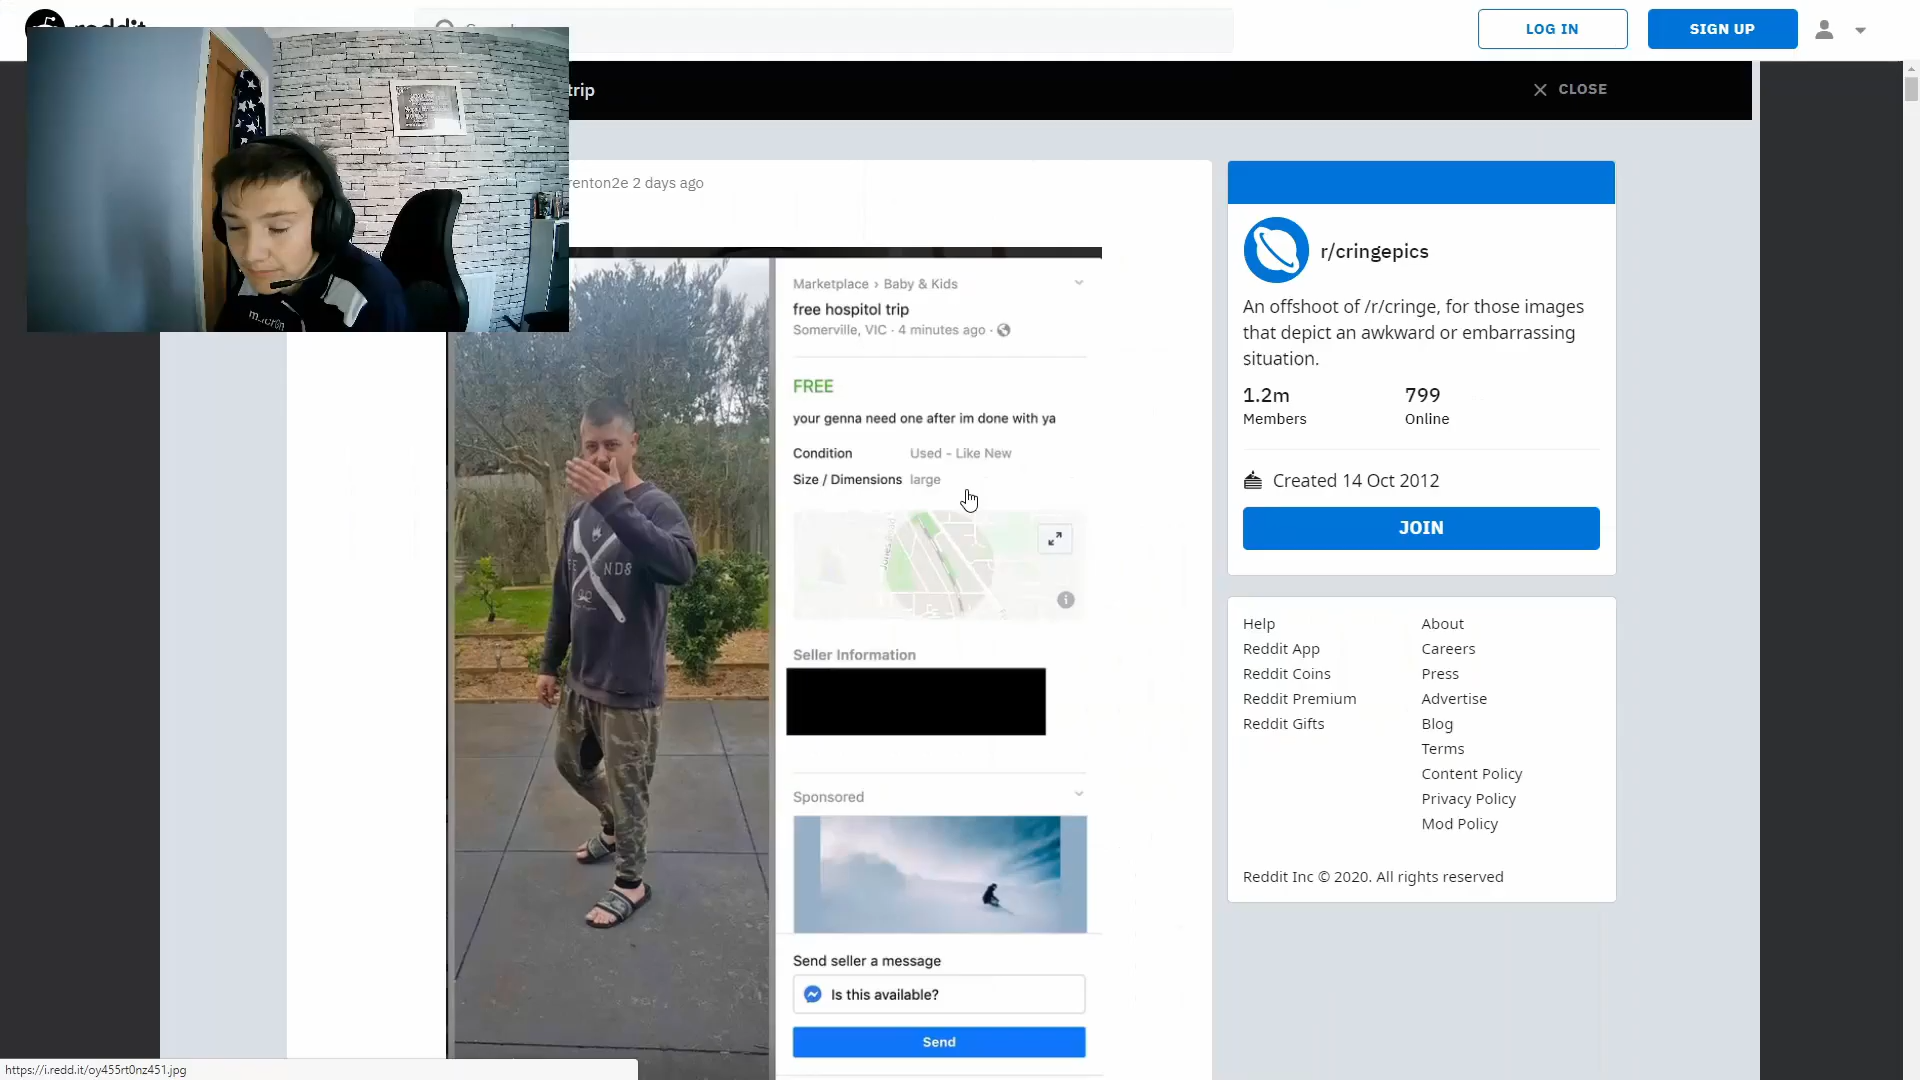 reddit
LOG IN
SIGN UP
trip
CLOSE
renton2e 2 days ago
Marketplace › Baby & Kids
free hospitol trip
Somerville, VIC · 4 minutes ago ·
FREE
your genna need one after im done with ya
Condition Used - Like New
Size / Dimensions large
Seller Information
Sponsored
Send seller a message
Is this available?
Send
r/cringepics
An offshoot of /r/cringe, for those images
that depict an awkward or embarrassing
situation.
1.2m 799
Members Online
Created 14 Oct 2012
JOIN
Help About
Reddit App Careers
Reddit Coins Press
Reddit Premium Advertise
Reddit Gifts Blog
Terms
Content Policy
Privacy Policy
Mod Policy
Reddit Inc © 2020. All rights reserved
https://i.redd.it/oy455rt0nz451.jpg